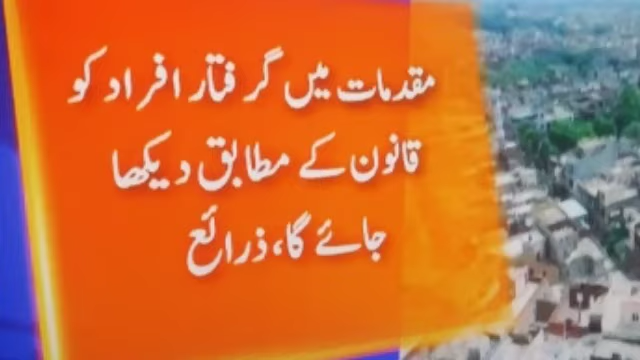 مقدمات میں گرفتار افراد کو
قانون کے مطابق دیکھا
جائے گا، ذرائع